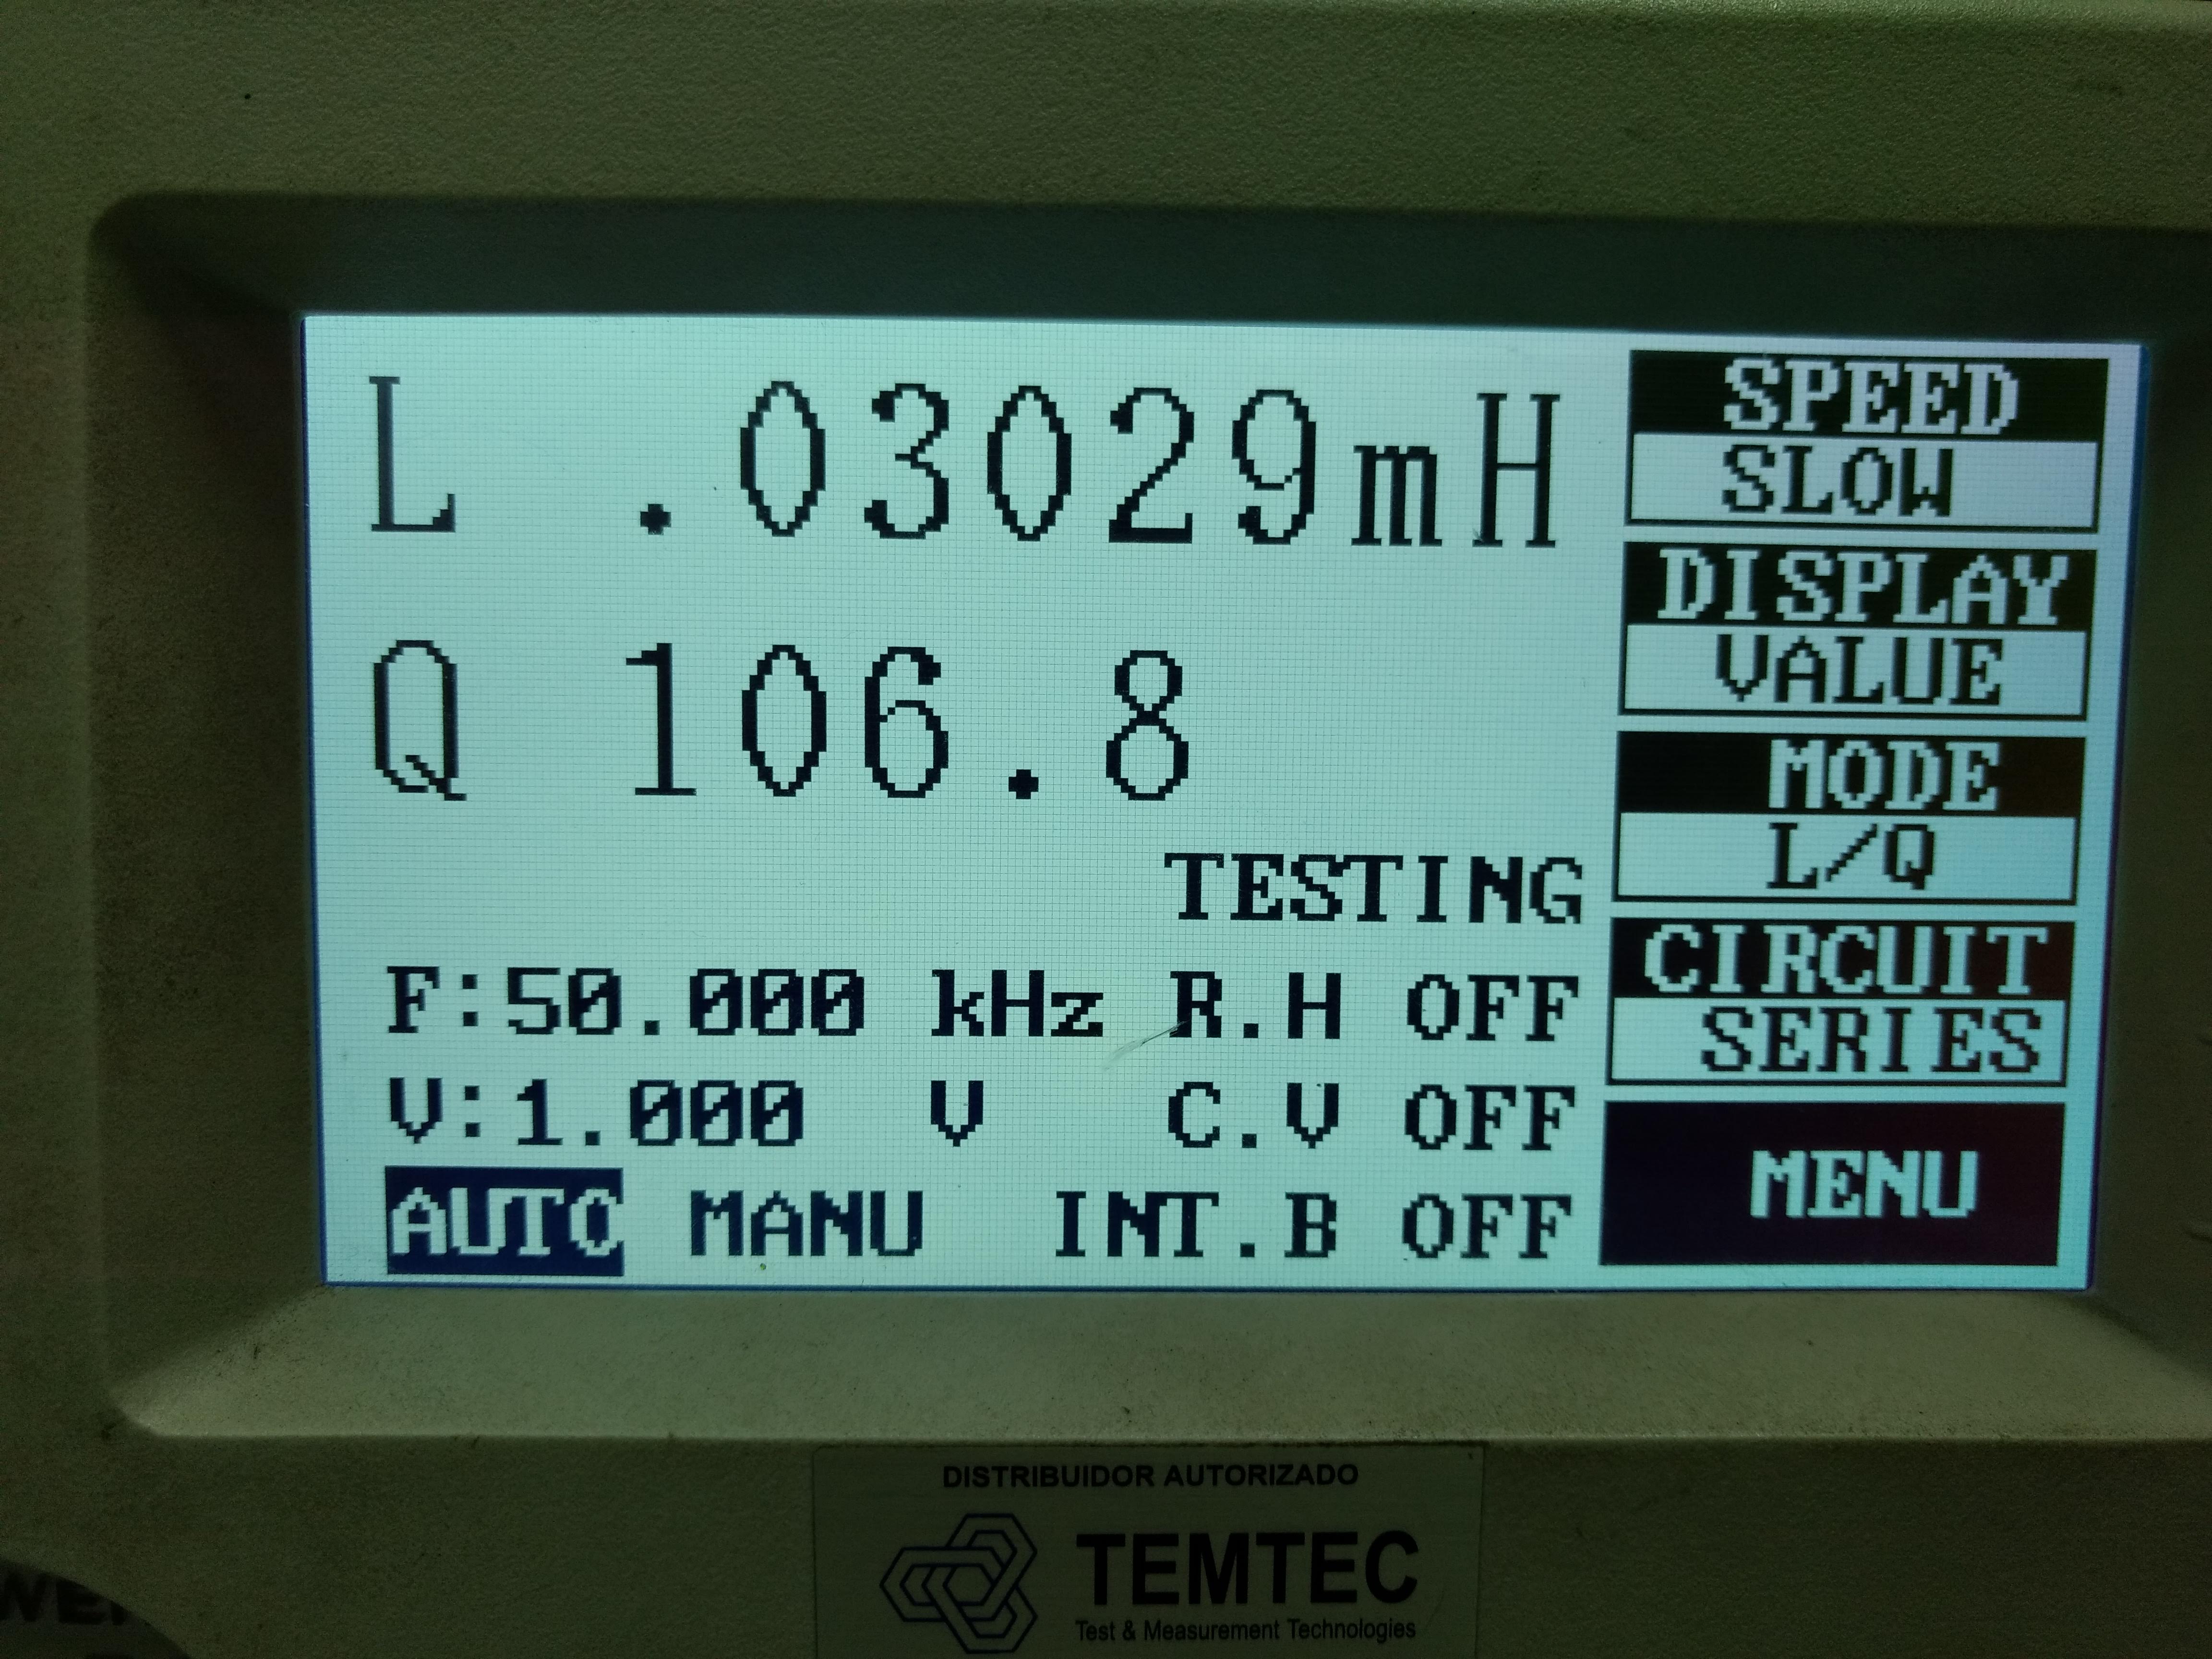 L .03029mH
Q 106.8
TESTING
F:50.000 kHz R.H OFF
V:1.000 V C.V OFF
AUTO MANU INT.B OFF
SPEED
SLOW
DISPLAY
VALUE
MODE
L/Q
CIRCUIT
SERIES
MENU
DISTRIBUIDOR AUTORIZADO
TEMTEC
Test & Measurement Technologies